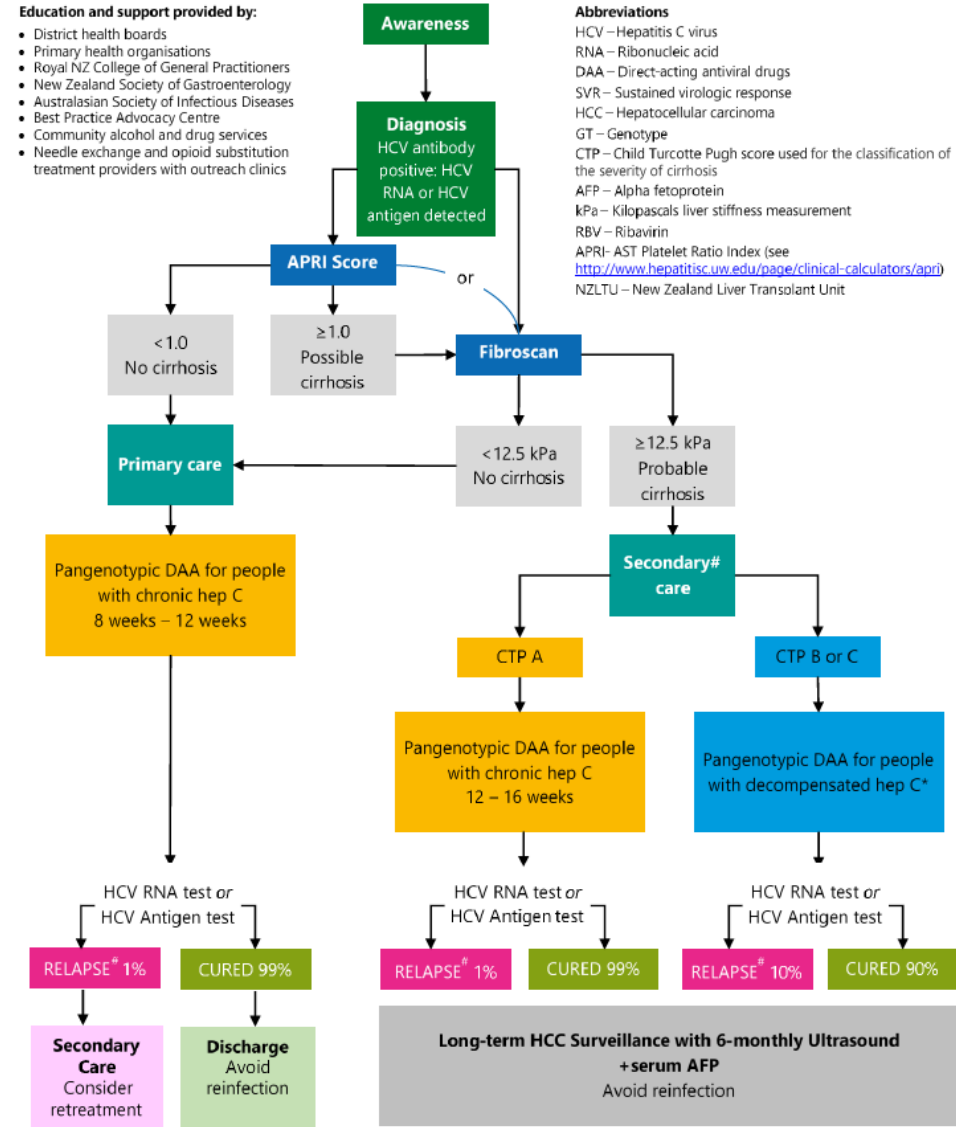 Education and support provided by:
• District health boards
• Primary health organisations
• Royal NZ College of General Practitioners
• New Zealand Society of Gastroenterology
• Australasian Society of Infectious Diseases
• Best Practice Advocacy Centre
• Community alcohol and drug services
• Needle exchange and opioid substitution
treatment providers with outreach clinics
Awareness
Abbreviations
HCV – Hepatitis C virus
RNA – Ribonucleic acid
DAA – Direct-acting antiviral drugs
SVR – Sustained virologic response
HCC – Hepatocellular carcinoma
GT – Genotype
CTP – Child Turcotte Pugh score used for the classification of
the severity of cirrhosis
AFP – Alpha fetoprotein
kPa – Kilopascals liver stiffness measurement
RBV – Ribavirin
APRI- AST Platelet Ratio Index (see
http://www.hepatitisc.uw.edu/page/clinical-calculators/apri)
NZLTU – New Zealand Liver Transplant Unit
Diagnosis
HCV antibody
positive: HCV
RNA or HCV
antigen detected
APRI Score
or
<1.0
No cirrhosis
≥1.0
Possible
cirrhosis
Fibroscan
Primary care
<12.5 kPa
No cirrhosis
≥12.5 kPa
Probable
cirrhosis
Pangenotypic DAA for people
with chronic hep C
8 weeks – 12 weeks
Secondary#
care
CTP A
CTP B or C
Pangenotypic DAA for people
with chronic hep C
12 – 16 weeks
Pangenotypic DAA for people
with decompensated hep C*
HCV RNA test or
HCV Antigen test
HCV RNA test or
HCV Antigen test
HCV RNA test or
HCV Antigen test
RELAPSE# 1%
CURED 99%
RELAPSE# 1%
CURED 99%
RELAPSE# 10%
CURED 90%
Secondary
Care
Consider
retreatment
Discharge
Avoid
reinfection
Long-term HCC Surveillance with 6-monthly Ultrasound
+serum AFP
Avoid reinfection